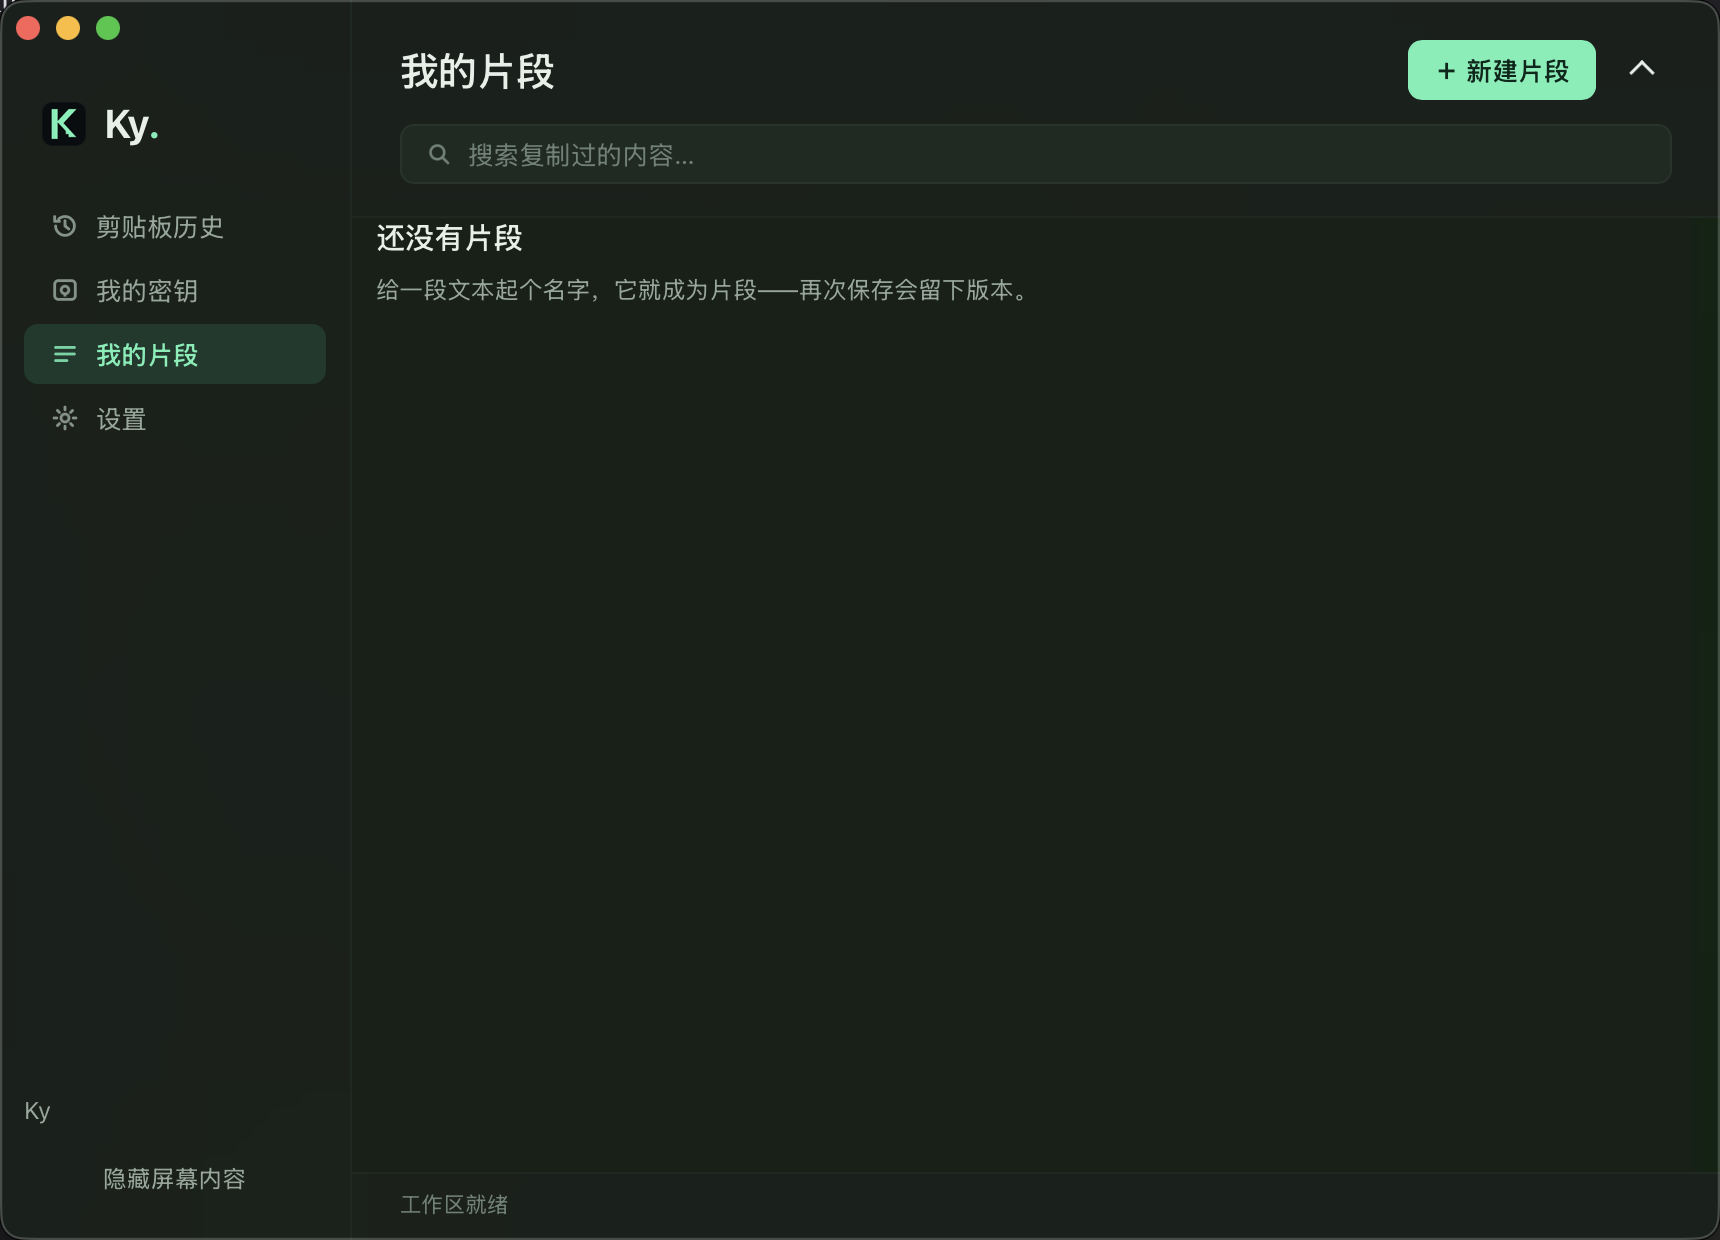 Ky.
剪贴板历史
我的密钥
我的片段
设置
Ky
隐藏屏幕内容
我的片段
+ 新建片段
搜索复制过的内容...
还没有片段
给一段文本起个名字，它就成为片段——再次保存会留下版本。
工作区就绪